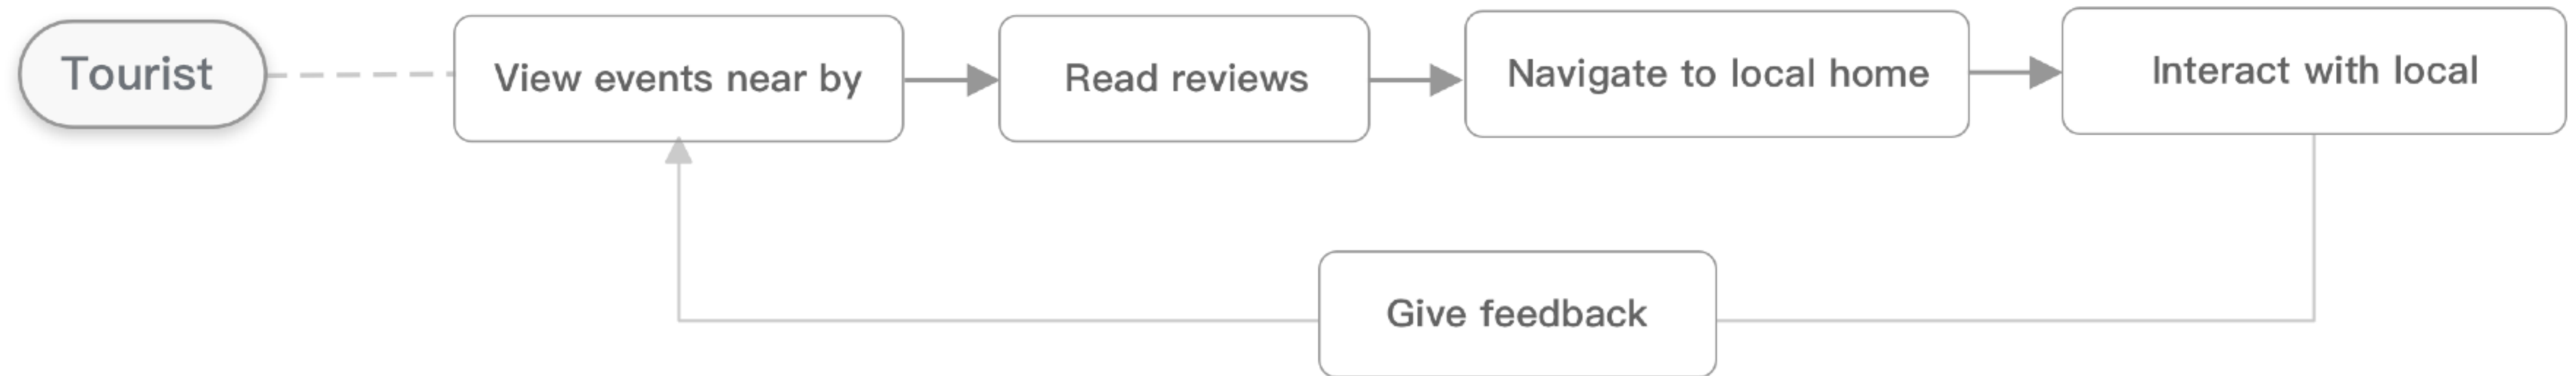 Tourist
View events near by
Read reviews
Navigate to local home
Interact with local
Give feedback